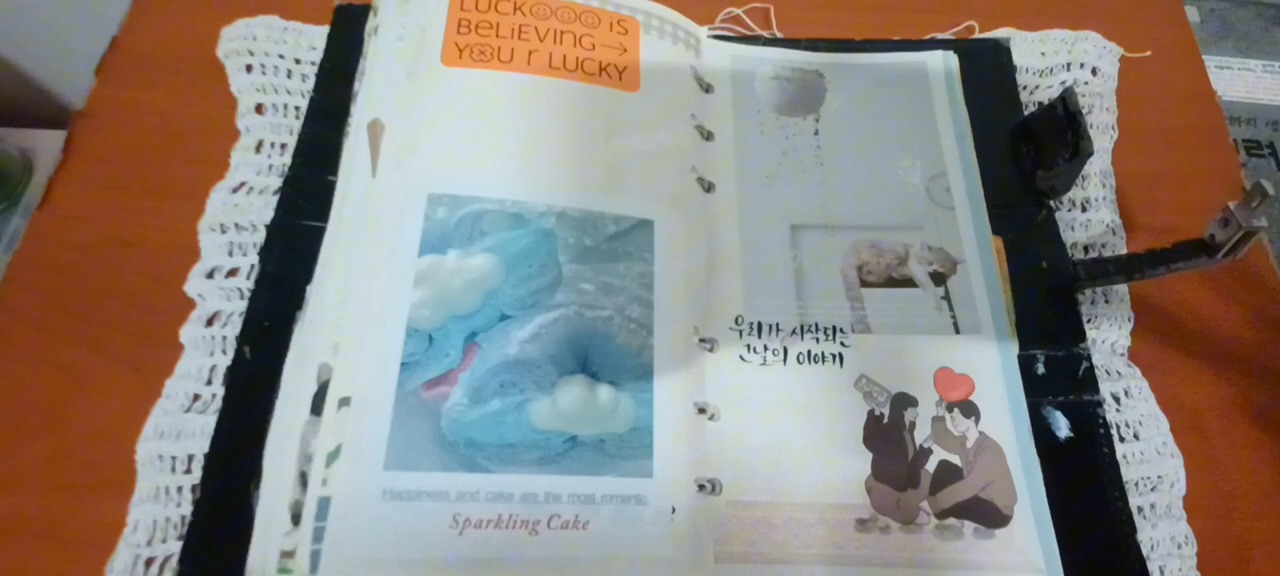 LUCKOOO iS
BeLiEViNG→
YOU r LUCKY
Happiness and cake are the most romantic
Sparkling Cake
우리가 시작되는
그날의 이야기